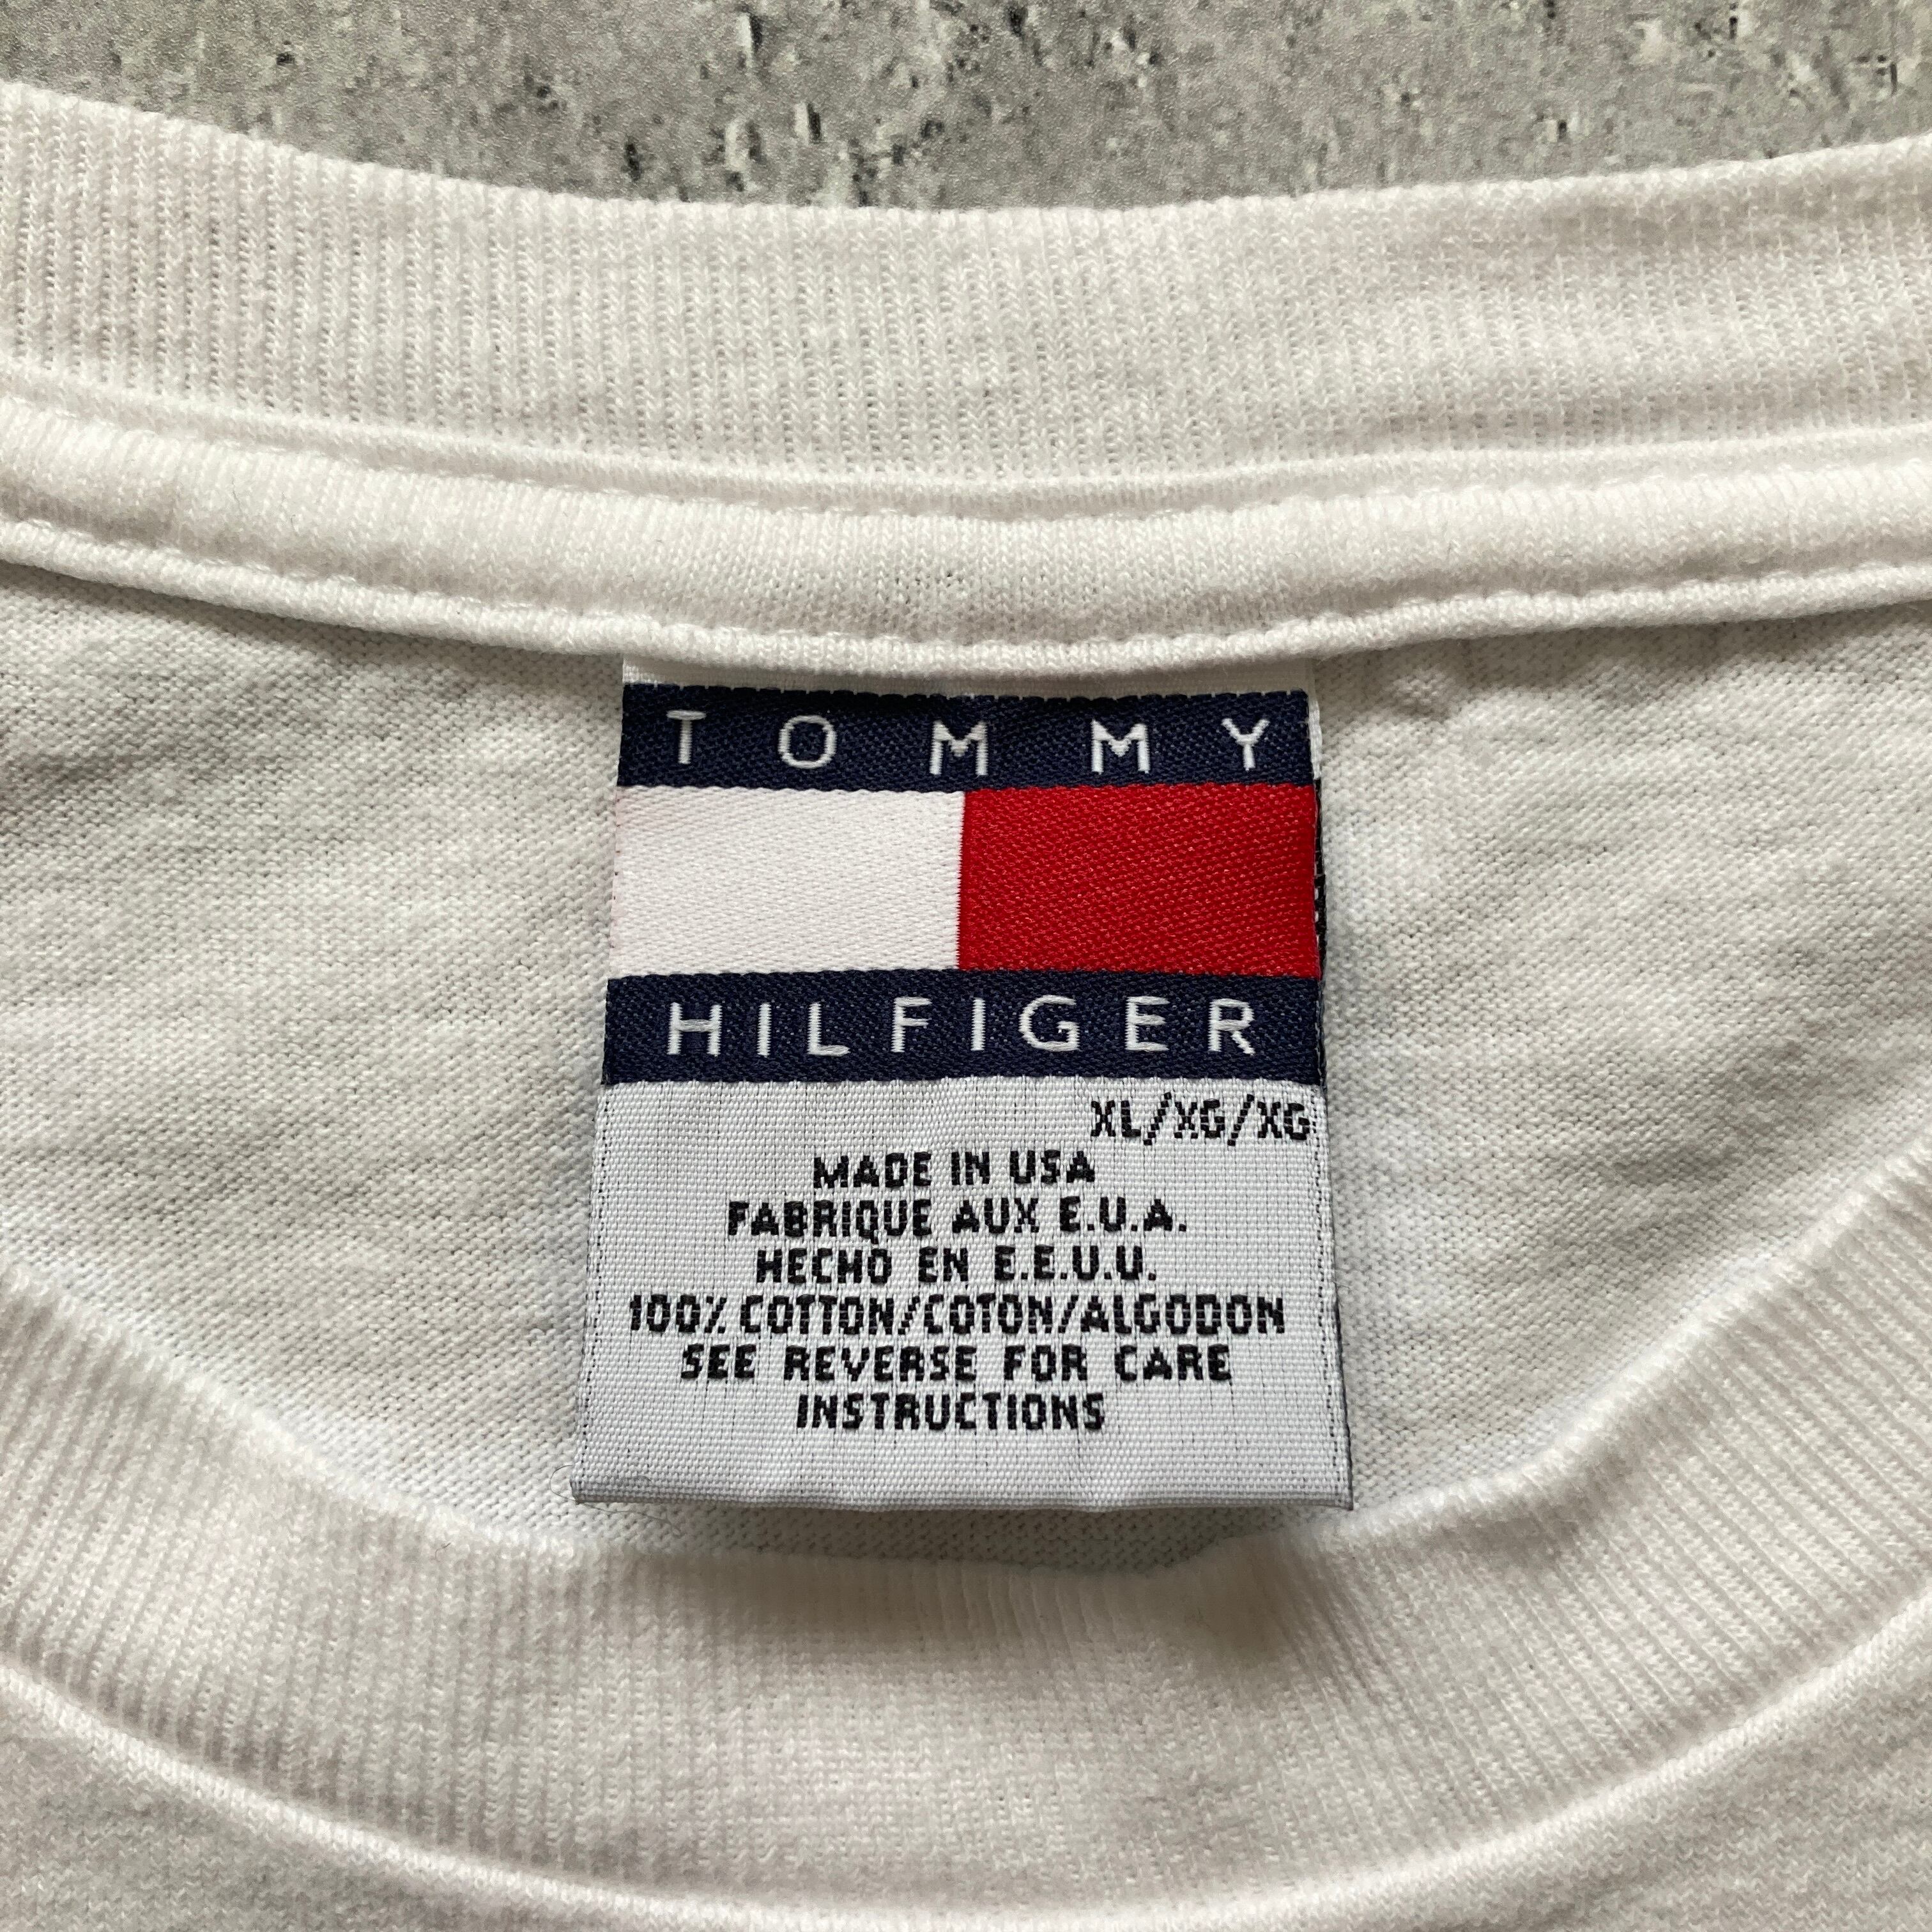 TOMMY
HILFIGER
XL/XG/XG
MADE IN USA
FABRIQUE AUX E.U.A.
HECHO EN E.E.U.U.
100% COTTON/COTON/ALGODON
SEE REVERSE FOR CARE
INSTRUCTIONS